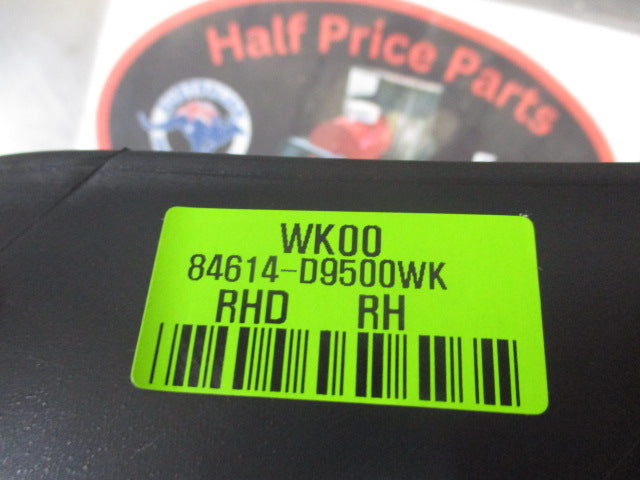 Half Price Parts
WK00
84614-D9500WK
RHD RH